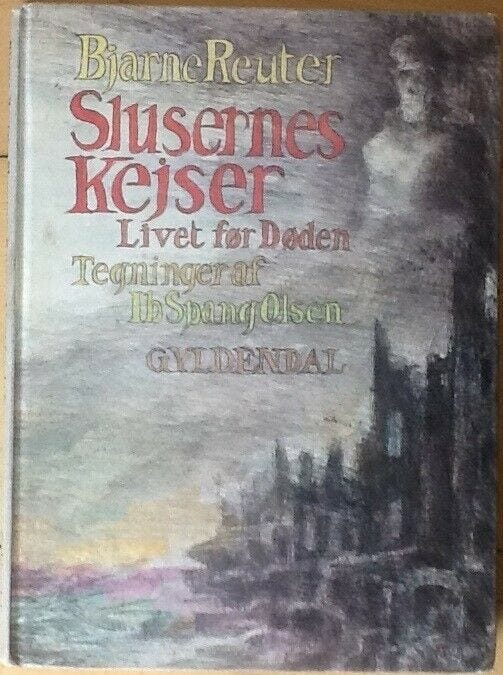 Bjarne Reuter
Slusernes
Kejser
Livet før Døden
Tegninger af
Ib Spang Olsen
GYLDENDAL